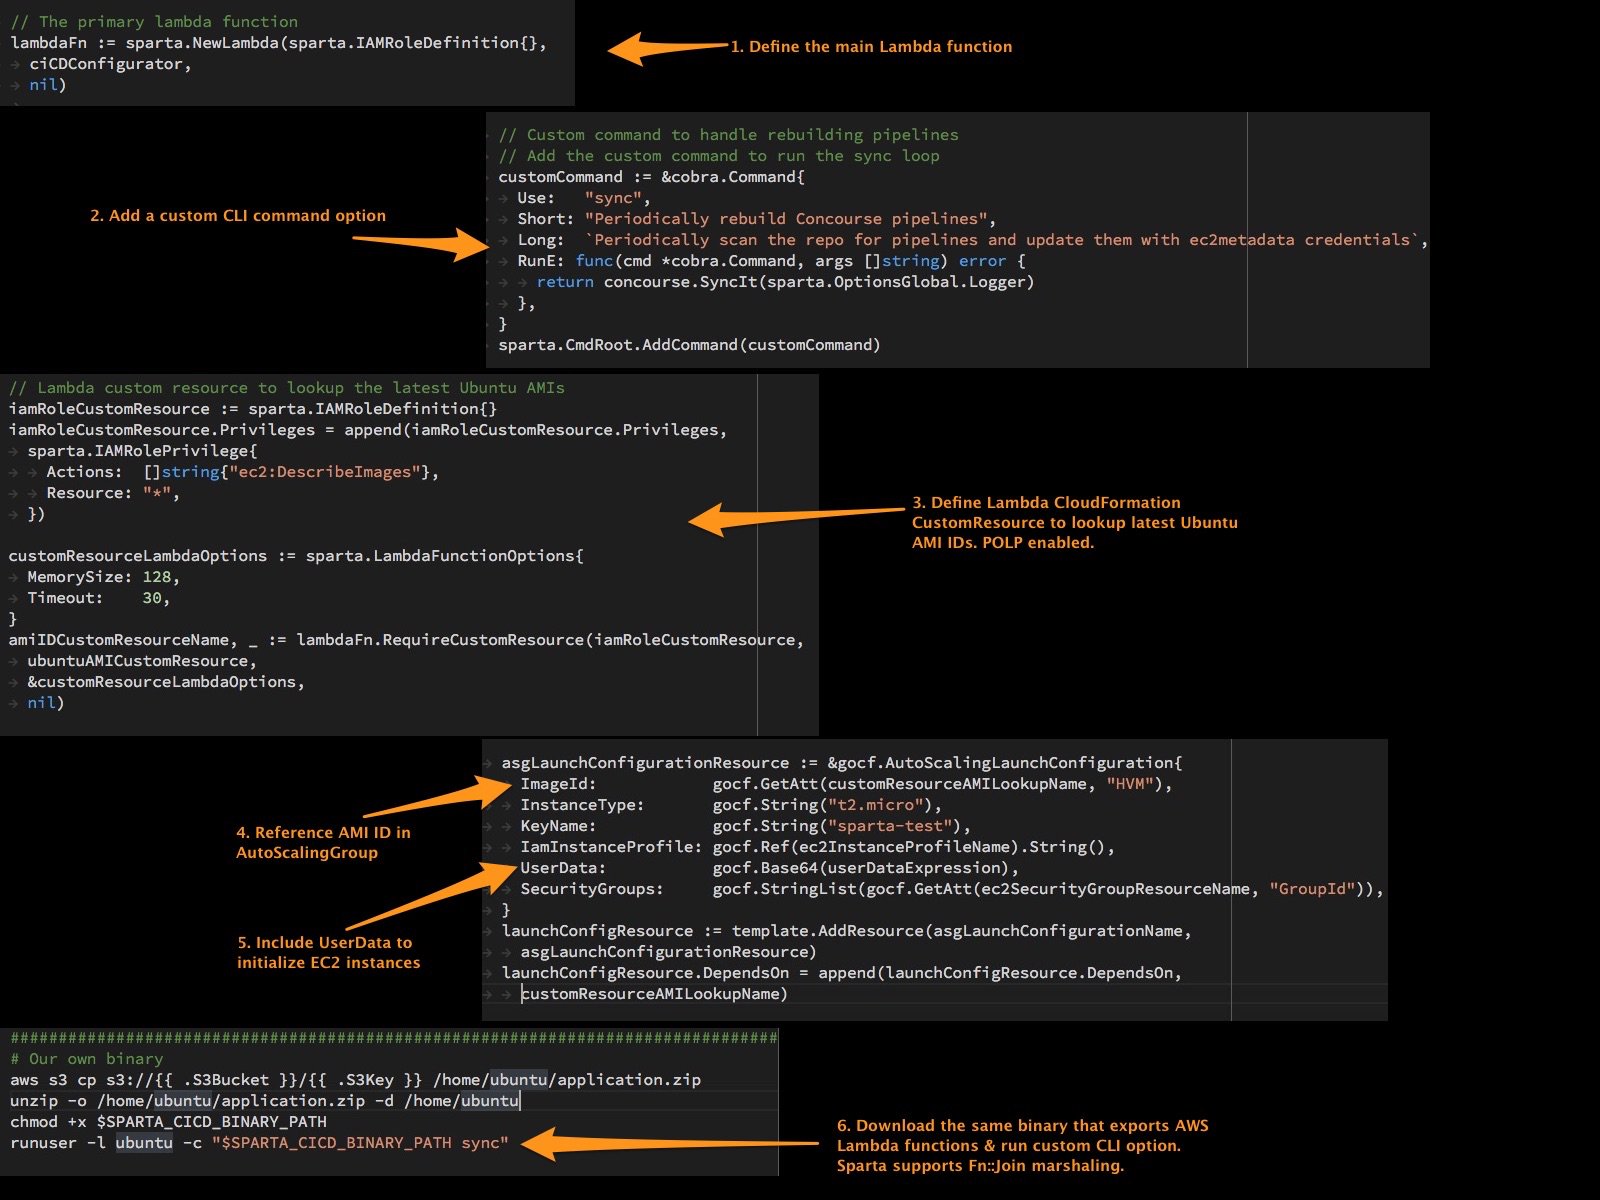 // The primary lambda function
lambdaFn := sparta.NewLambda(sparta.IAMRoleDefinition{},
ciCDConfigurator,
nil)
1. Define the main Lambda function
// Custom command to handle rebuilding pipelines
// Add the custom command to run the sync loop
customCommand := &cobra.Command{
Use:   "sync",
Short: "Periodically rebuild Concourse pipelines",
Long:  `Periodically scan the repo for pipelines and update them with ec2metadata credentials`,
RunE: func(cmd *cobra.Command, args []string) error {
return concourse.SyncIt(sparta.OptionsGlobal.Logger)
},
}
sparta.CmdRoot.AddCommand(customCommand)
2. Add a custom CLI command option
// Lambda custom resource to lookup the latest Ubuntu AMIs
iamRoleCustomResource := sparta.IAMRoleDefinition{}
iamRoleCustomResource.Privileges = append(iamRoleCustomResource.Privileges,
sparta.IAMRolePrivilege{
Actions:  []string{"ec2:DescribeImages"},
Resource: "*",
})
customResourceLambdaOptions := sparta.LambdaFunctionOptions{
MemorySize: 128,
Timeout:    30,
}
amiIDCustomResourceName, _ := lambdaFn.RequireCustomResource(iamRoleCustomResource,
ubuntuAMICustomResource,
&customResourceLambdaOptions,
nil)
3. Define Lambda CloudFormation
CustomResource to lookup latest Ubuntu
AMI IDs. POLP enabled.
asgLaunchConfigurationResource := &gocf.AutoScalingLaunchConfiguration{
ImageId:            gocf.GetAtt(customResourceAMILookupName, "HVM"),
InstanceType:       gocf.String("t2.micro"),
KeyName:            gocf.String("sparta-test"),
IamInstanceProfile: gocf.Ref(ec2InstanceProfileName).String(),
UserData:           gocf.Base64(userDataExpression),
SecurityGroups:     gocf.StringList(gocf.GetAtt(ec2SecurityGroupResourceName, "GroupId")),
}
launchConfigResource := template.AddResource(asgLaunchConfigurationName,
asgLaunchConfigurationResource)
launchConfigResource.DependsOn = append(launchConfigResource.DependsOn,
customResourceAMILookupName)
4. Reference AMI ID in
AutoScalingGroup
5. Include UserData to
initialize EC2 instances
################################################################################
# Our own binary
aws s3 cp s3://{{ .S3Bucket }}/{{ .S3Key }} /home/ubuntu/application.zip
unzip -o /home/ubuntu/application.zip -d /home/ubuntu
chmod +x $SPARTA_CICD_BINARY_PATH
runuser -l ubuntu -c "$SPARTA_CICD_BINARY_PATH sync"
6. Download the same binary that exports AWS
Lambda functions & run custom CLI option.
Sparta supports Fn::Join marshaling.